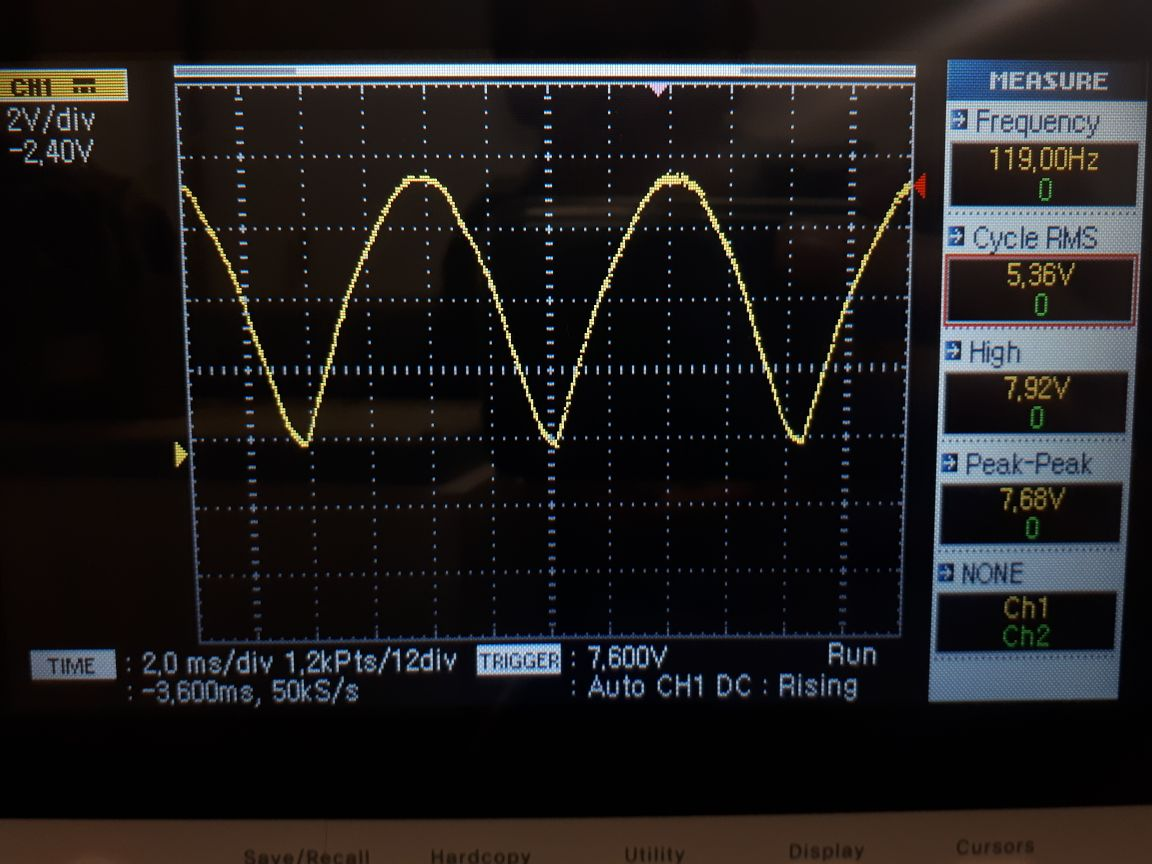 CH1
2V/div
-2,40V
MEASURE
Frequency
119,00Hz
0
Cycle RMS
5,36V
0
High
7,92V
0
Peak-Peak
7,68V
0
NONE
Ch1
Ch2
TIME : 2,0 ms/div 1,2kPts/12div
: -3,600ms, 50kS/s
TRIGGER : 7,600V Run
: Auto CH1 DC : Rising
Save/Recall Hardcopy Utility Display Cursors